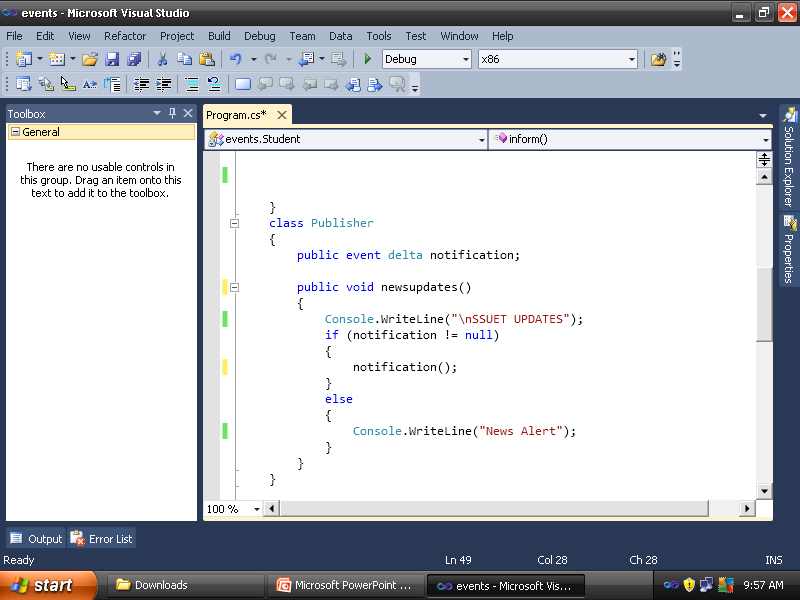 events - Microsoft Visual Studio
File Edit View Refactor Project Build Debug Team Data Tools Test Window Help
Debug x86
Toolbox
General
There are no usable controls in
this group. Drag an item onto this
text to add it to the toolbox.
Program.cs*
events.Student inform()
}
class Publisher
{
public event delta notification;
public void newsupdates()
{
Console.WriteLine("\nSSUET UPDATES");
if (notification != null)
{
notification();
}
else
{
Console.WriteLine("News Alert");
}
}
}
100 %
Solution Explorer
Properties
Output Error List
Ready Ln 49 Col 28 Ch 28 INS
start Downloads Microsoft PowerPoint ... events - Microsoft Vis... 9:57 AM